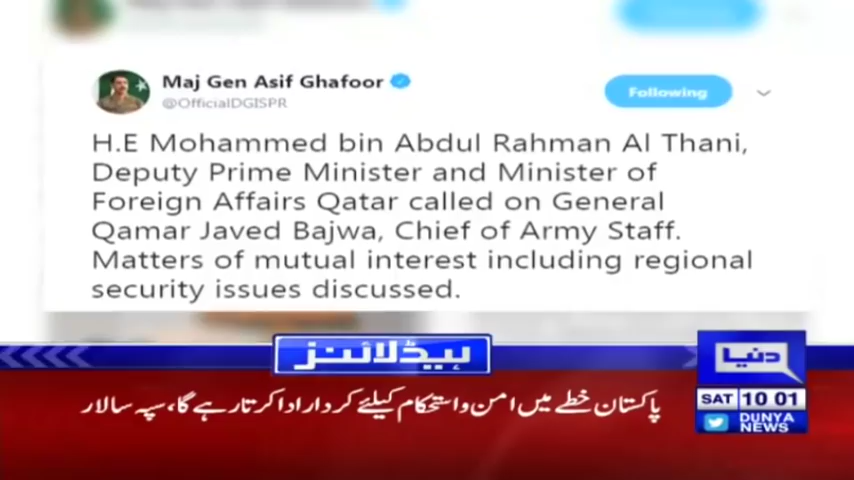 Maj Gen Asif Ghafoor
@OfficialDGISPR
Following
H.E Mohammed bin Abdul Rahman Al Thani,
Deputy Prime Minister and Minister of
Foreign Affairs Qatar called on General
Qamar Javed Bajwa, Chief of Army Staff.
Matters of mutual interest including regional
security issues discussed.
ہیڈلائنز
دنیا
پاکستان خطے میں امن و استحکام کیلئے کردار ادا کرتا رہے گا، سپہ سالار
SAT 10 01
DUNYA
NEWS